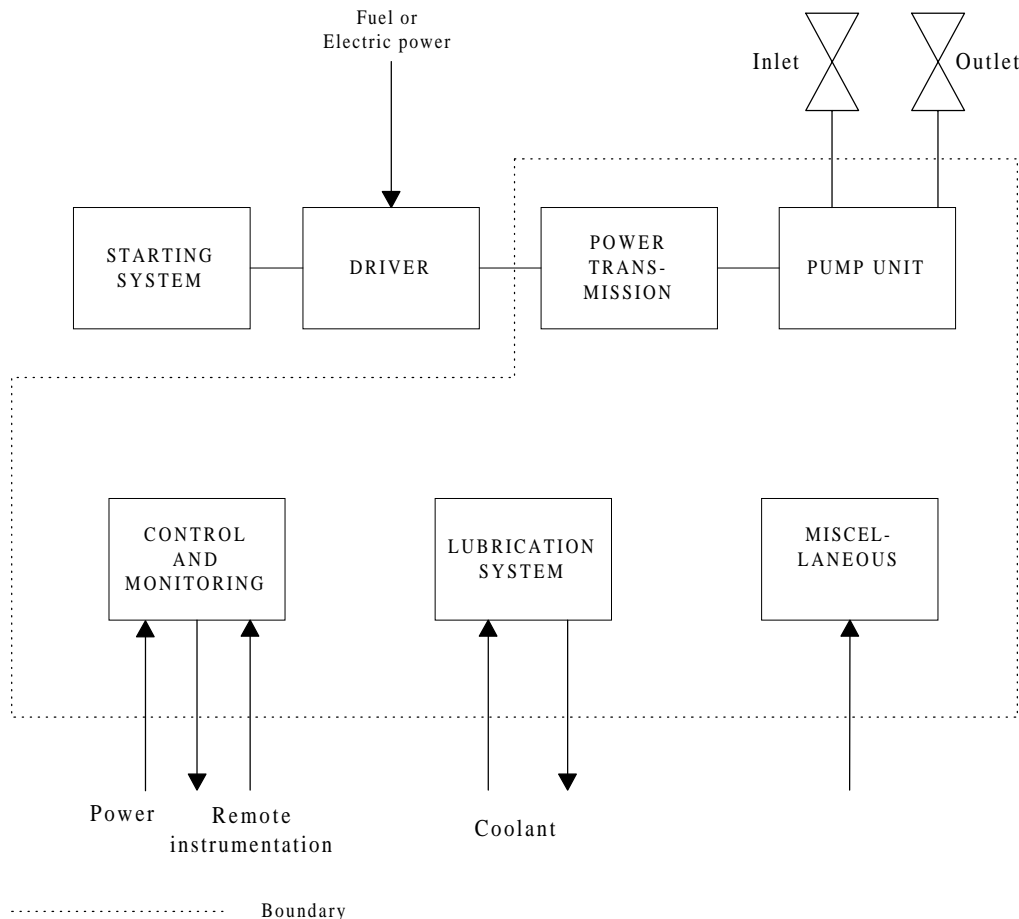 Fuel or
Electric power
Inlet
Outlet
STARTING
SYSTEM
DRIVER
POWER
TRANS-
MISSION
PUMP UNIT
CONTROL
AND
MONITORING
LUBRICATION
SYSTEM
MISCEL-
LANEOUS
Power
Remote
instrumentation
Coolant
Boundary